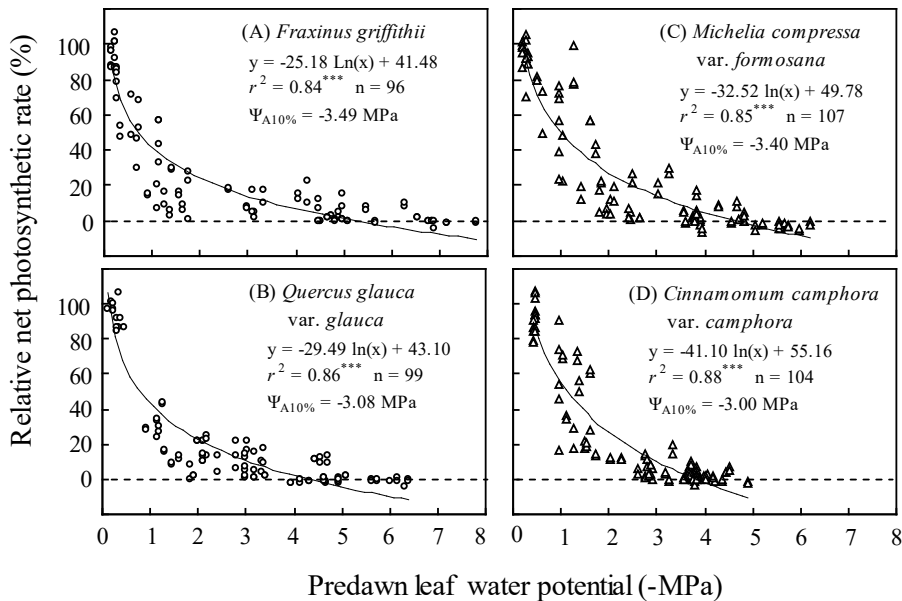 Relative net photosynthetic rate (%)
100
80
60
40
20
0
(A) Fraxinus griffithii
y = -25.18 Ln(x) + 41.48
r² = 0.84*** n = 96
ΨA10% = -3.49 MPa
(C) Michelia compressa
var. formosana
y = -32.52 ln(x) + 49.78
r² = 0.85*** n = 107
ΨA10% = -3.40 MPa
100
80
60
40
20
0
(B) Quercus glauca
var. glauca
y = -29.49 ln(x) + 43.10
r² = 0.86*** n = 99
ΨA10% = -3.08 MPa
(D) Cinnamomum camphora
var. camphora
y = -41.10 ln(x) + 55.16
r² = 0.88*** n = 104
ΨA10% = -3.00 MPa
0 1 2 3 4 5 6 7 8 0 1 2 3 4 5 6 7 8
Predawn leaf water potential (-MPa)